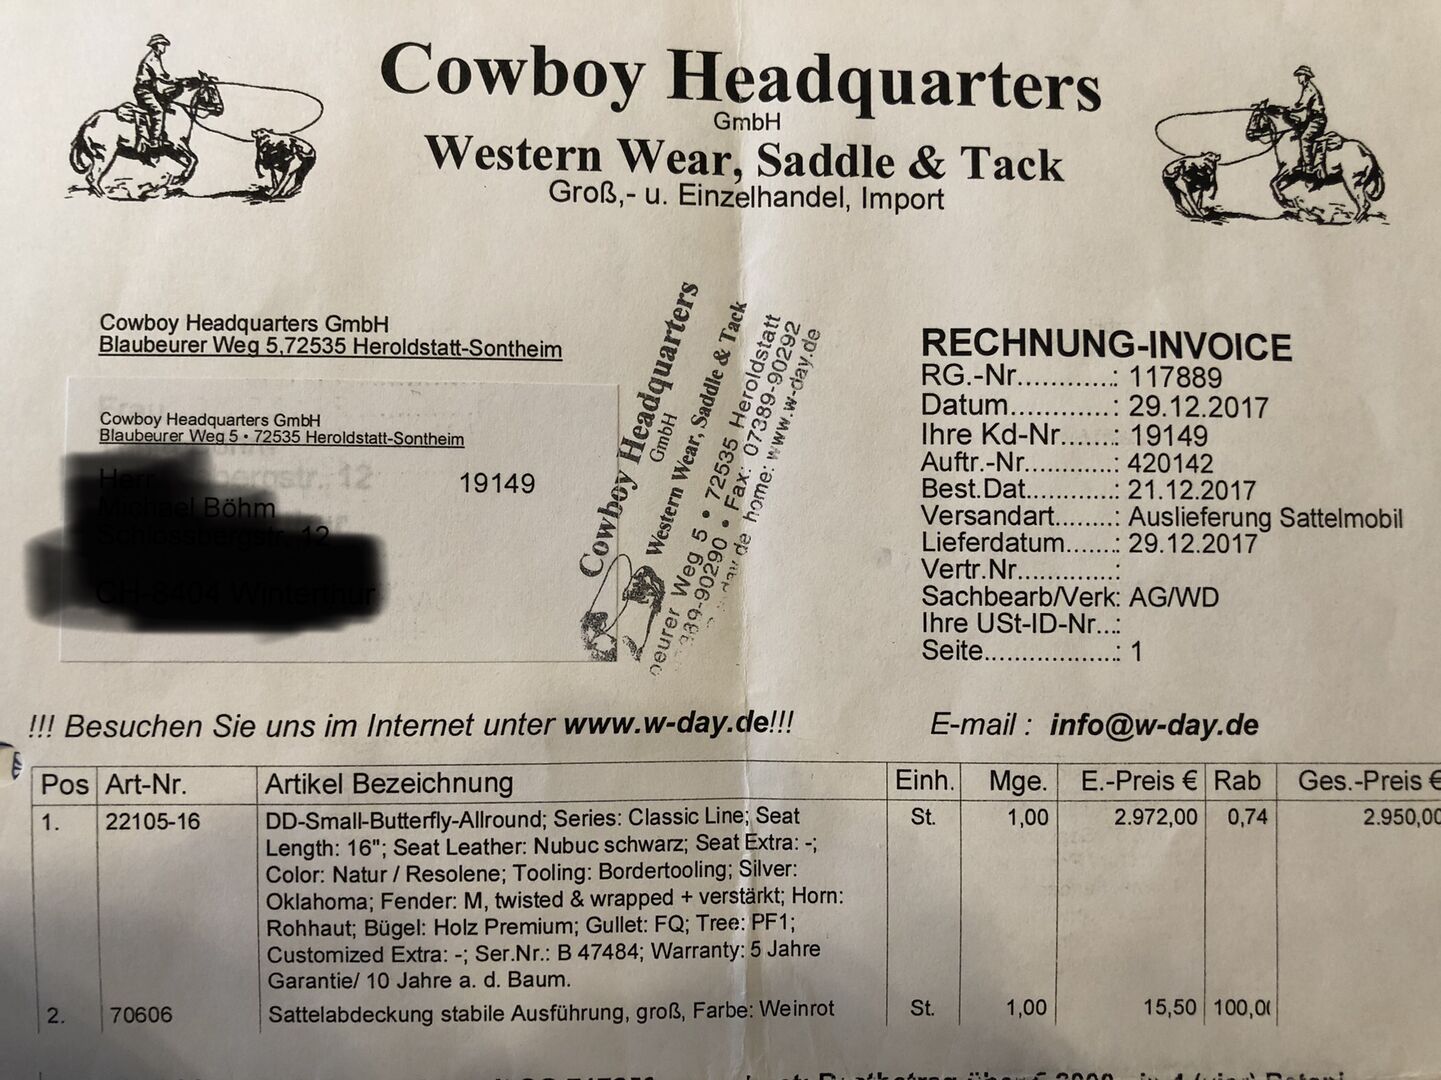 Cowboy Headquarters
GmbH
Western Wear, Saddle & Tack
Groß,- u. Einzelhandel, Import
Cowboy Headquarters GmbH
Blaubeurer Weg 5,72535 Heroldstatt-Sontheim
Cowboy Headquarters GmbH
Blaubeurer Weg 5 • 72535 Heroldstatt-Sontheim
19149
Cowboy Headquarters
GmbH
Western Wear, Saddle & Tack
Weg 5 • 72535 Heroldstatt
Fax: 07389-90292
home: www.w-day.de
RECHNUNG-INVOICE
RG.-Nr............: 117889
Datum.............: 29.12.2017
Ihre Kd-Nr.......: 19149
Auftr.-Nr...........: 420142
Best.Dat...........: 21.12.2017
Versandart........: Auslieferung Sattelmobil
Lieferdatum.......: 29.12.2017
Vertr.Nr.............:
Sachbearb/Verk: AG/WD
Ihre USt-ID-Nr...:
Seite..................: 1
!!! Besuchen Sie uns im Internet unter www.w-day.de!!! E-mail : info@w-day.de
Pos Art-Nr. Artikel Bezeichnung Einh. Mge. E.-Preis € Rab Ges.-Preis €
1. 22105-16 DD-Small-Butterfly-Allround; Series: Classic Line; Seat St. 1,00 2.972,00 0,74 2.950,00
Length: 16"; Seat Leather: Nubuc schwarz; Seat Extra: -;
Color: Natur / Resolene; Tooling: Bordertooling; Silver:
Oklahoma; Fender: M, twisted & wrapped + verstärkt; Horn:
Rohhaut; Bügel: Holz Premium; Gullet: FQ; Tree: PF1;
Customized Extra: -; Ser.Nr.: B 47484; Warranty: 5 Jahre
Garantie/ 10 Jahre a. d. Baum.
2. 70606 Sattelabdeckung stabile Ausführung, groß, Farbe: Weinrot St. 1,00 15,50 100,0